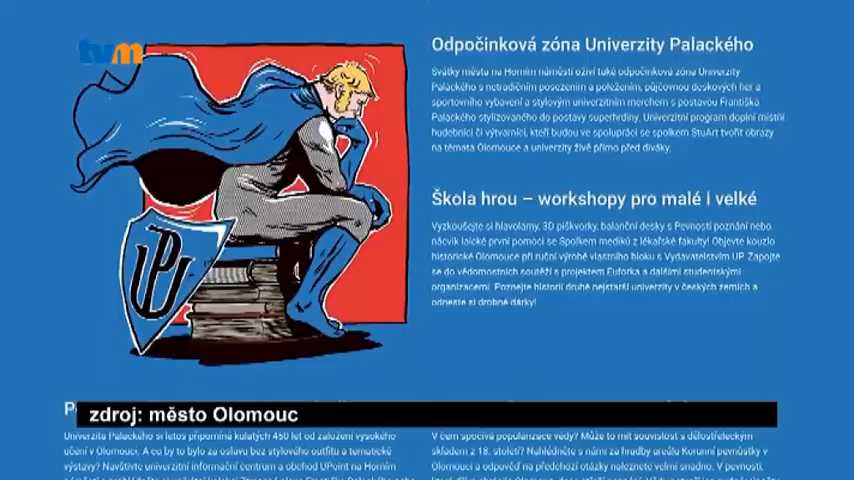 tvm
Odpočinková zóna Univerzity Palackého
Svátky města na Horním náměstí oživí také odpočinková zóna Univerzity
Palackého s netradičním posezením a poležením, půjčovnou deskových her a
sportovního vybavení a stylovým univerzitním merchem s postavou Františka
Palackého stylizovaného do postavy superhrdiny. Univerzitní program doplní místní
hudebníci či výtvarníci, kteří budou ve spolupráci se spolkem StuArt tvořit obrazy
na témata Olomouce a univerzity živě přímo před diváky.
Škola hrou – workshopy pro malé i velké
Vyzkoušejte si hlavolamy, 3D piškvorky, balanční desky s Pevností poznání nebo
nácvik laické první pomoci se Spolkem mediků z lékařské fakulty! Objevte kouzlo
historické Olomouce při ruční výrobě vlastního bloku s Vydavatelstvím UP. Zapojte
se do vědomostních soutěží s projektem Euforka a dalšími studentskými
organizacemi. Poznejte historii druhé nejstarší univerzity v českých zemích a
odneste si drobné dárky!
UP
zdroj: město Olomouc
Univerzita Palackého si letos připomíná kulatých 450 let od založení vysokého
učení v Olomouci. A co by to bylo za oslavu bez stylového outfitu a tematické
výstavy? Navštivte univerzitní informační centrum a obchod UPoint na Horním
V čem spočívá popularizace vědy? Může to mít souvislost s dělostřeleckým
skladem z 18. století? Nahlédněte s námi za hradby areálu Korunní pevnůstky v
Olomouci a odpověď na předchozí otázky naleznete velmi snadno. V pevnosti,